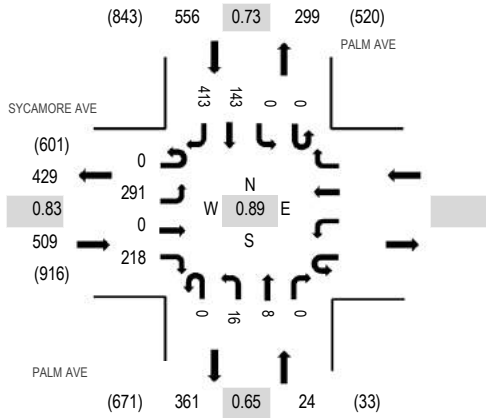 (843) 556 0.73 299 (520)
PALM AVE
413 143 0 0
SYCAMORE AVE
(601)
0
429
291
N
0.83
W 0.89 E
0
509
S
218
(916)
0 16 8 0
PALM AVE
(671) 361 0.65 24 (33)